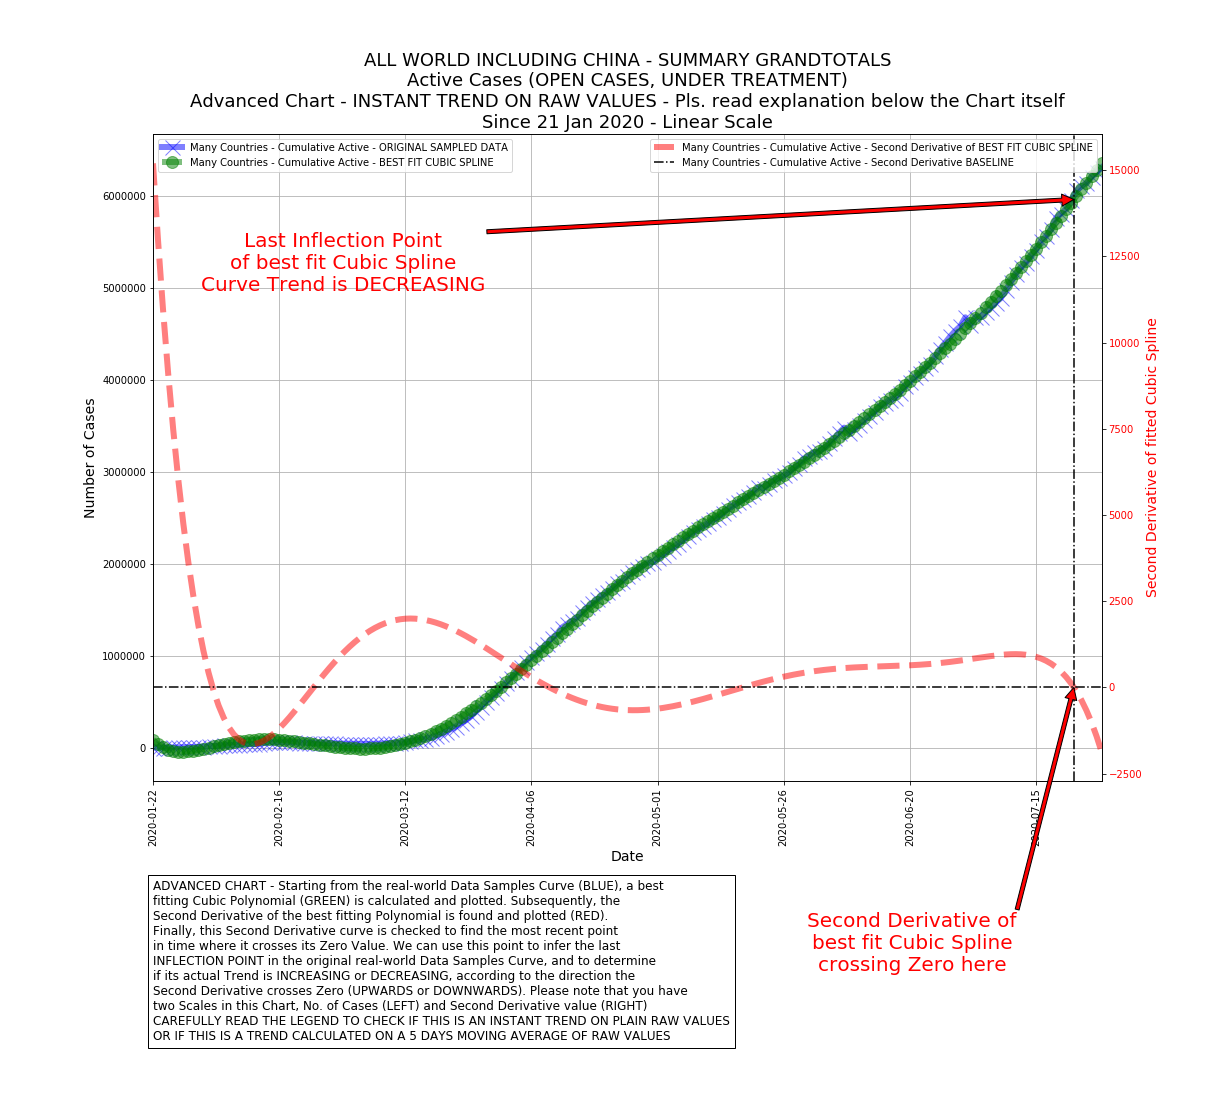 ALL WORLD INCLUDING CHINA - SUMMARY GRANDTOTALS
Active Cases (OPEN CASES, UNDER TREATMENT)
Advanced Chart - INSTANT TREND ON RAW VALUES - Pls. read explanation below the Chart itself
Since 21 Jan 2020 - Linear Scale
Many Countries - Cumulative Active - ORIGINAL SAMPLED DATA
Many Countries - Cumulative Active - BEST FIT CUBIC SPLINE
Many Countries - Cumulative Active - Second Derivative of BEST FIT CUBIC SPLINE
Many Countries - Cumulative Active - Second Derivative BASELINE
Last Inflection Point
of best fit Cubic Spline
Curve Trend is DECREASING
Number of Cases
6000000
5000000
4000000
3000000
2000000
1000000
0
15000
12500
10000
7500
5000
2500
0
−2500
Second Derivative of fitted Cubic Spline
2020-01-22
2020-02-16
2020-03-12
2020-04-06
2020-05-01
2020-05-26
2020-06-20
2020-07-15
Date
ADVANCED CHART - Starting from the real-world Data Samples Curve (BLUE), a best
fitting Cubic Polynomial (GREEN) is calculated and plotted. Subsequently, the
Second Derivative of the best fitting Polynomial is found and plotted (RED).
Finally, this Second Derivative curve is checked to find the most recent point
in time where it crosses its Zero Value. We can use this point to infer the last
INFLECTION POINT in the original real-world Data Samples Curve, and to determine
if its actual Trend is INCREASING or DECREASING, according to the direction the
Second Derivative crosses Zero (UPWARDS or DOWNWARDS). Please note that you have
two Scales in this Chart, No. of Cases (LEFT) and Second Derivative value (RIGHT)
CAREFULLY READ THE LEGEND TO CHECK IF THIS IS AN INSTANT TREND ON PLAIN RAW VALUES
OR IF THIS IS A TREND CALCULATED ON A 5 DAYS MOVING AVERAGE OF RAW VALUES
Second Derivative of
best fit Cubic Spline
crossing Zero here